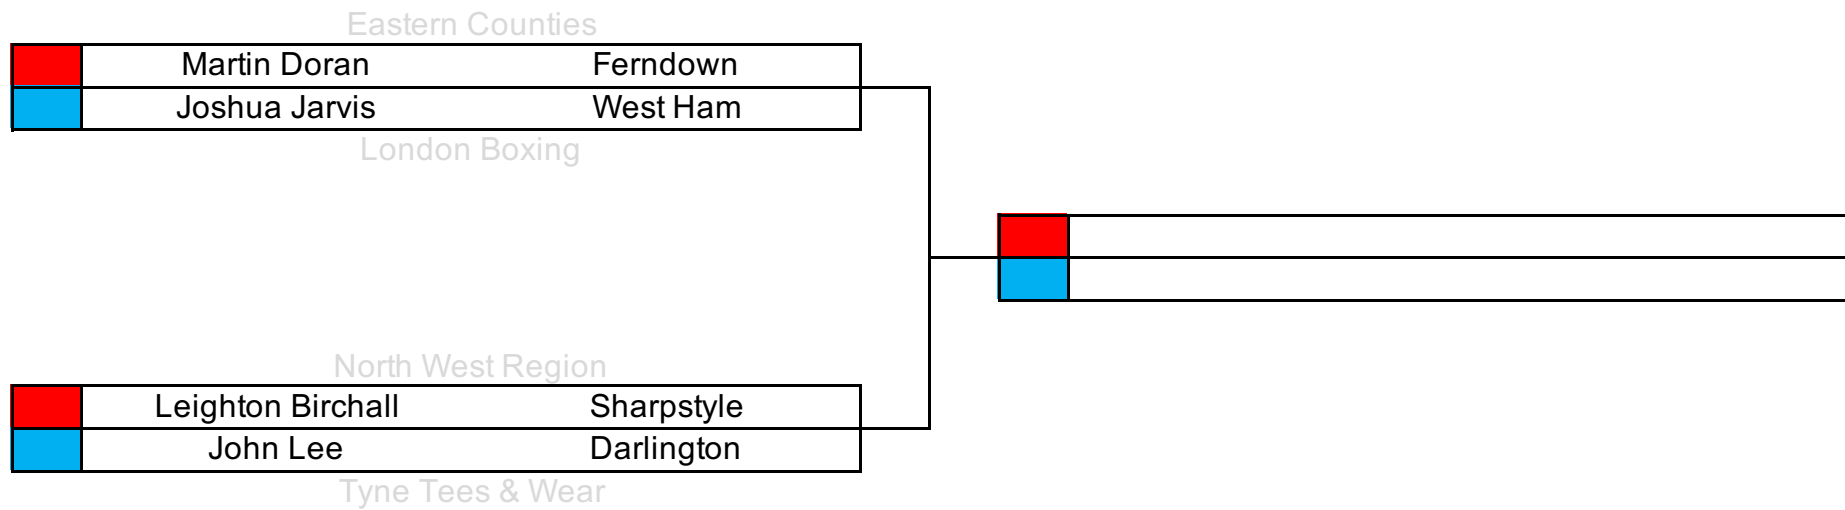 Eastern Counties
Martin Doran Ferndown
Joshua Jarvis West Ham
London Boxing
North West Region
Leighton Birchall Sharpstyle
John Lee Darlington
Tyne Tees & Wear